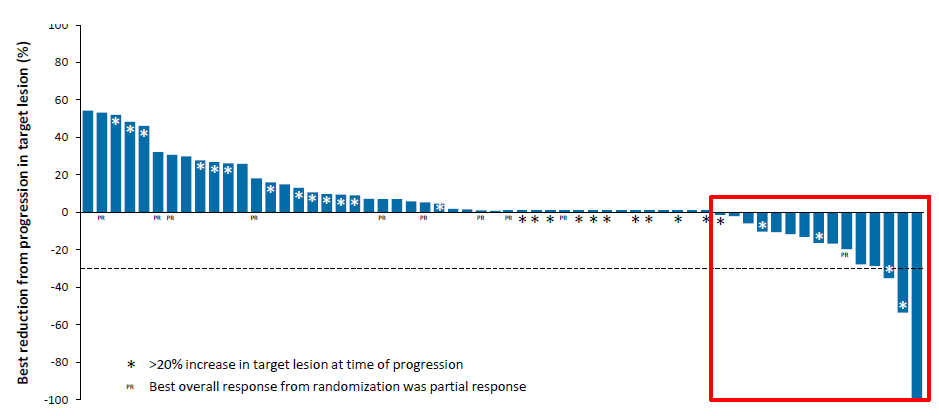 Best reduction from progression in target lesion (%)
100
80
60
40
20
0
PR PR PR PR PR PR PR PR * * * PR * * * * * * * *
-20
PR
-40
-60
-80
-100
* >20% increase in target lesion at time of progression
PR Best overall response from randomization was partial response